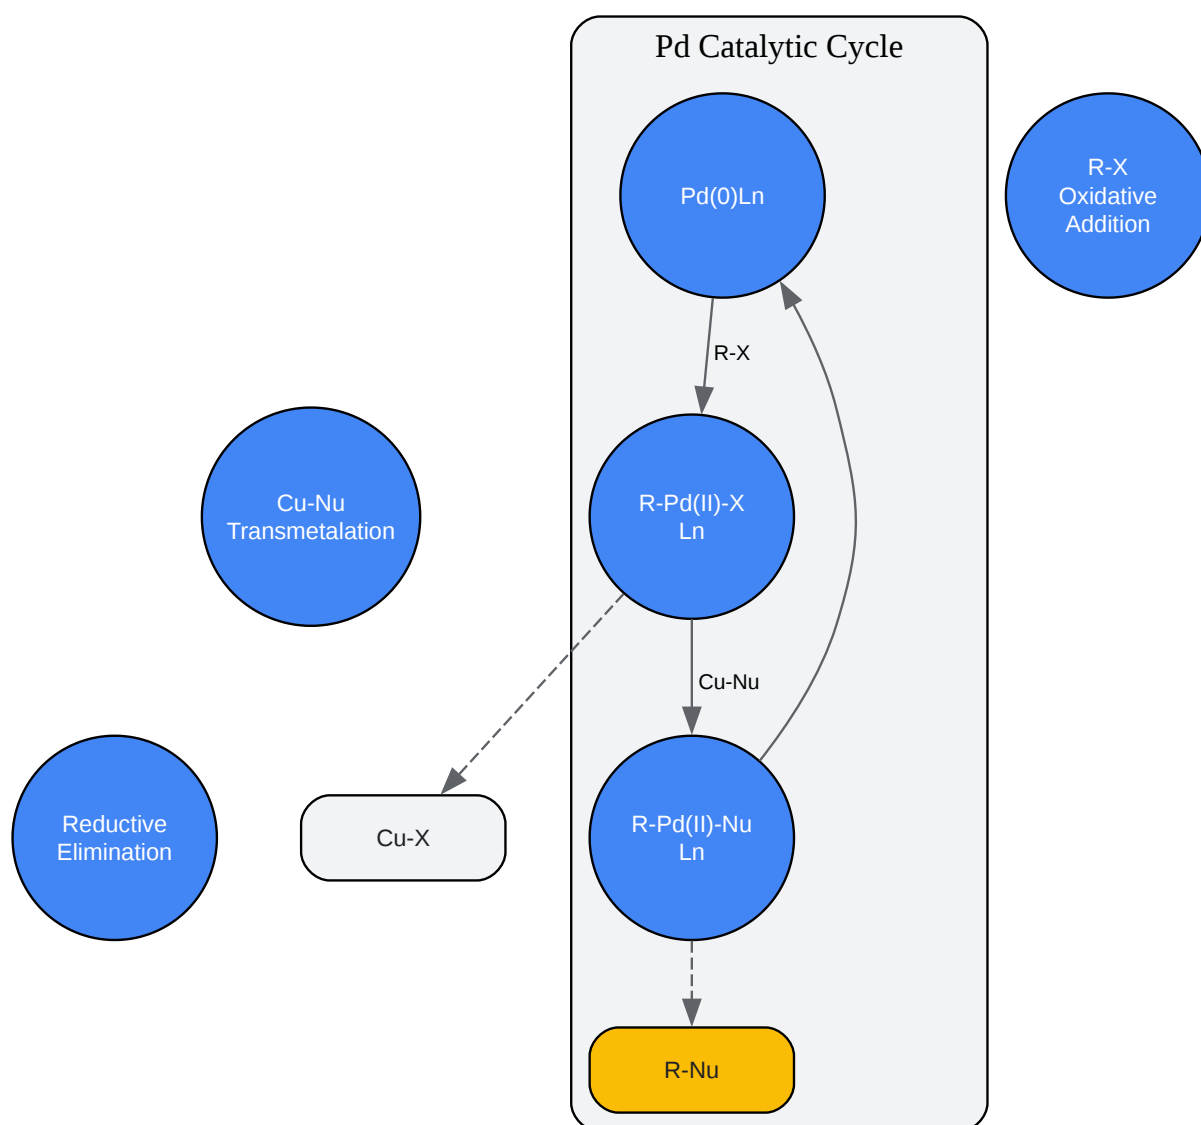 Pd Catalytic Cycle
Pd(0)Ln
R-X
Oxidative
Addition
R-X
Cu-Nu
Transmetalation
R-Pd(II)-X
Ln
Cu-Nu
Reductive
Elimination
Cu-X
R-Pd(II)-Nu
Ln
R-Nu